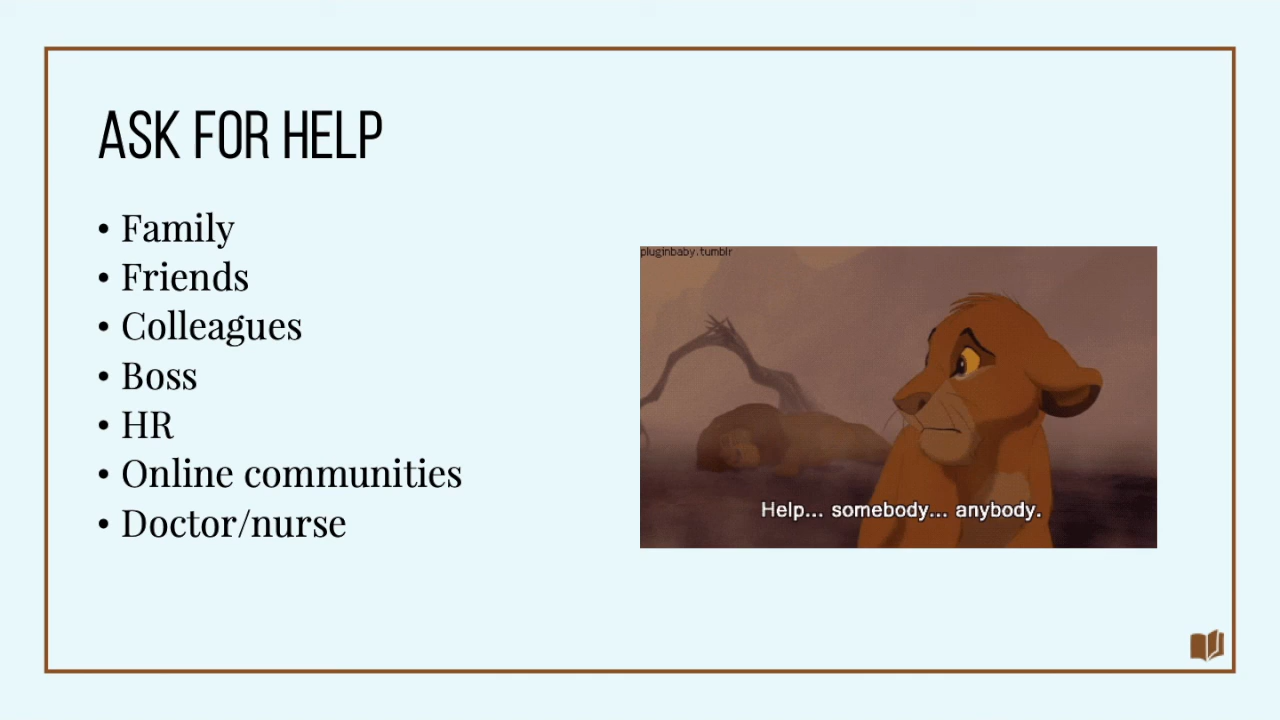 ASK FOR HELP
• Family
• Friends
• Colleagues
• Boss
• HR
• Online communities
• Doctor/nurse
pluginbaby.tumblr
Help... somebody... anybody.